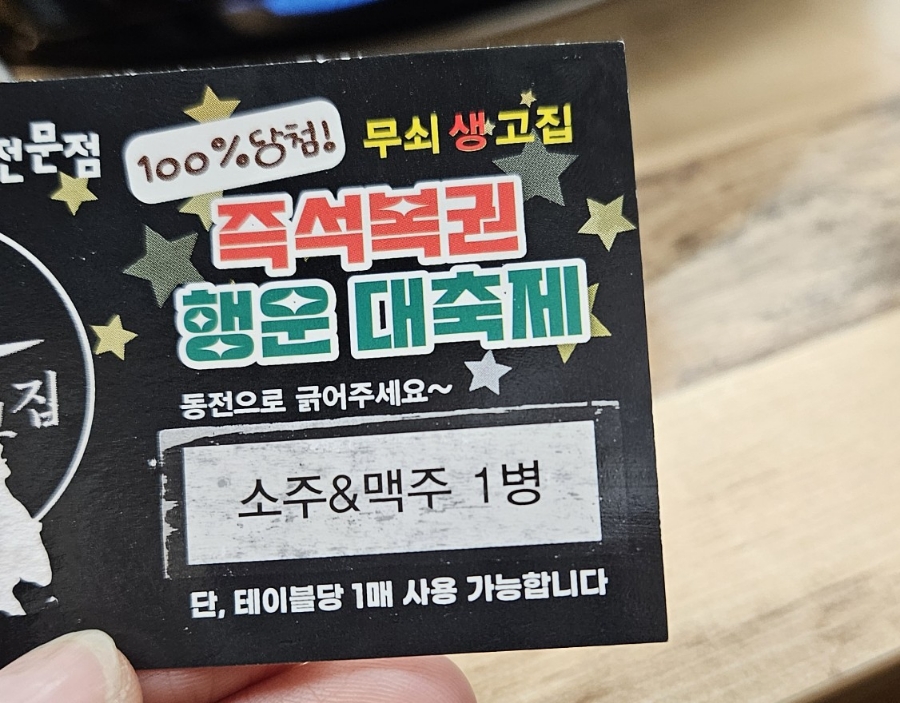 전문점
100%당첨!
무쇠 생고집
즉석복권
행운 대축제
고집
동전으로 긁어주세요~
소주&맥주 1병
단, 테이블당 1매 사용 가능합니다